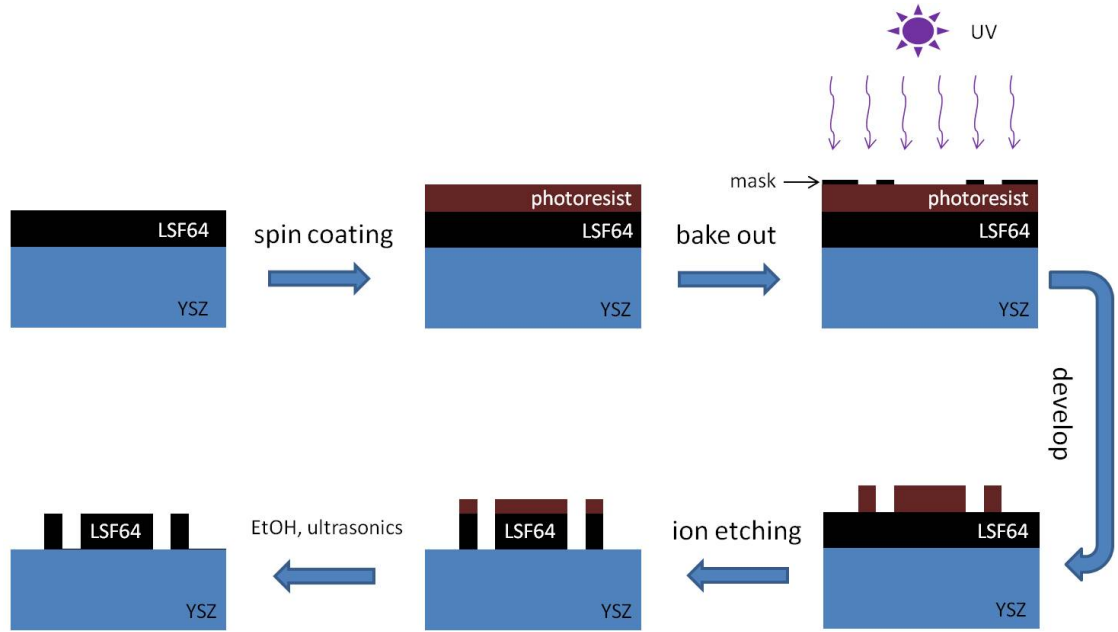 UV
mask
photoresist
LSF64
YSZ
spin coating
photoresist
LSF64
YSZ
bake out
photoresist
LSF64
YSZ
develop
LSF64
YSZ
ion etching
LSF64
YSZ
EtOH, ultrasonics
LSF64
YSZ